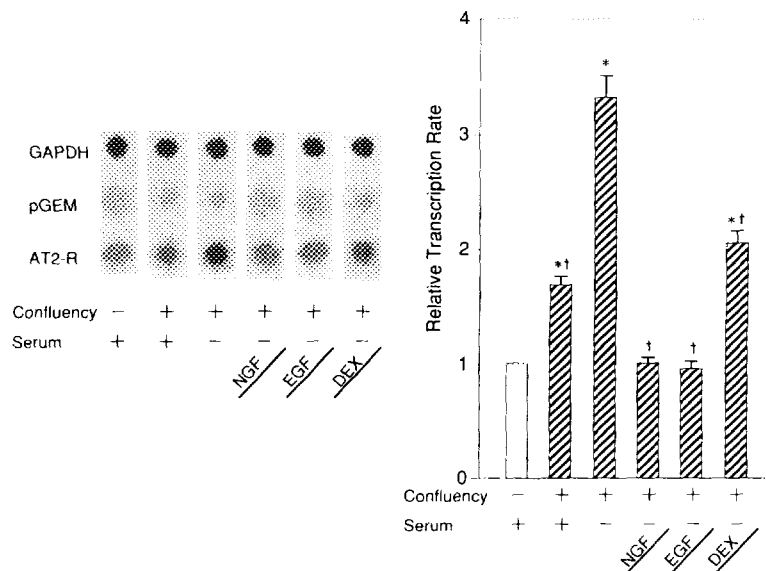 GAPDH
pGEM
AT2-R
Confluency − + + + + +
Serum + + − − − −
NGF EGF DEX
Relative Transcription Rate
4
3
2
1
0
* † * † † * †
Confluency − + + + + +
Serum + + − − − −
NGF EGF DEX